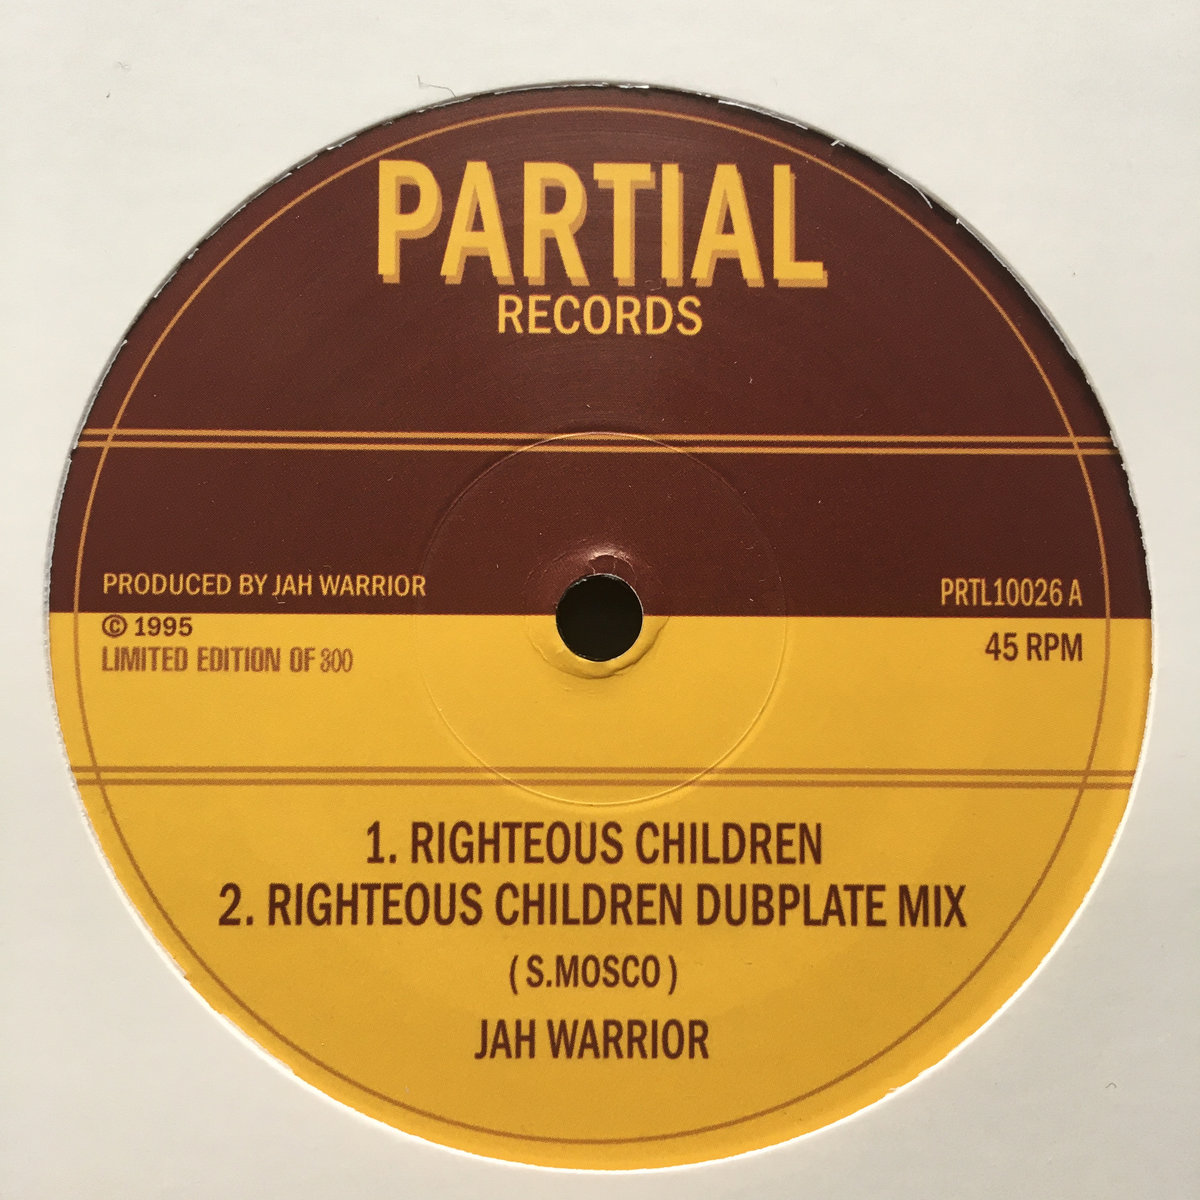 PARTIAL
RECORDS
PRODUCED BY JAH WARRIOR
PRTL10026 A
© 1995
45 RPM
LIMITED EDITION OF 300
1. RIGHTEOUS CHILDREN
2. RIGHTEOUS CHILDREN DUBPLATE MIX
( S.MOSCO )
JAH WARRIOR